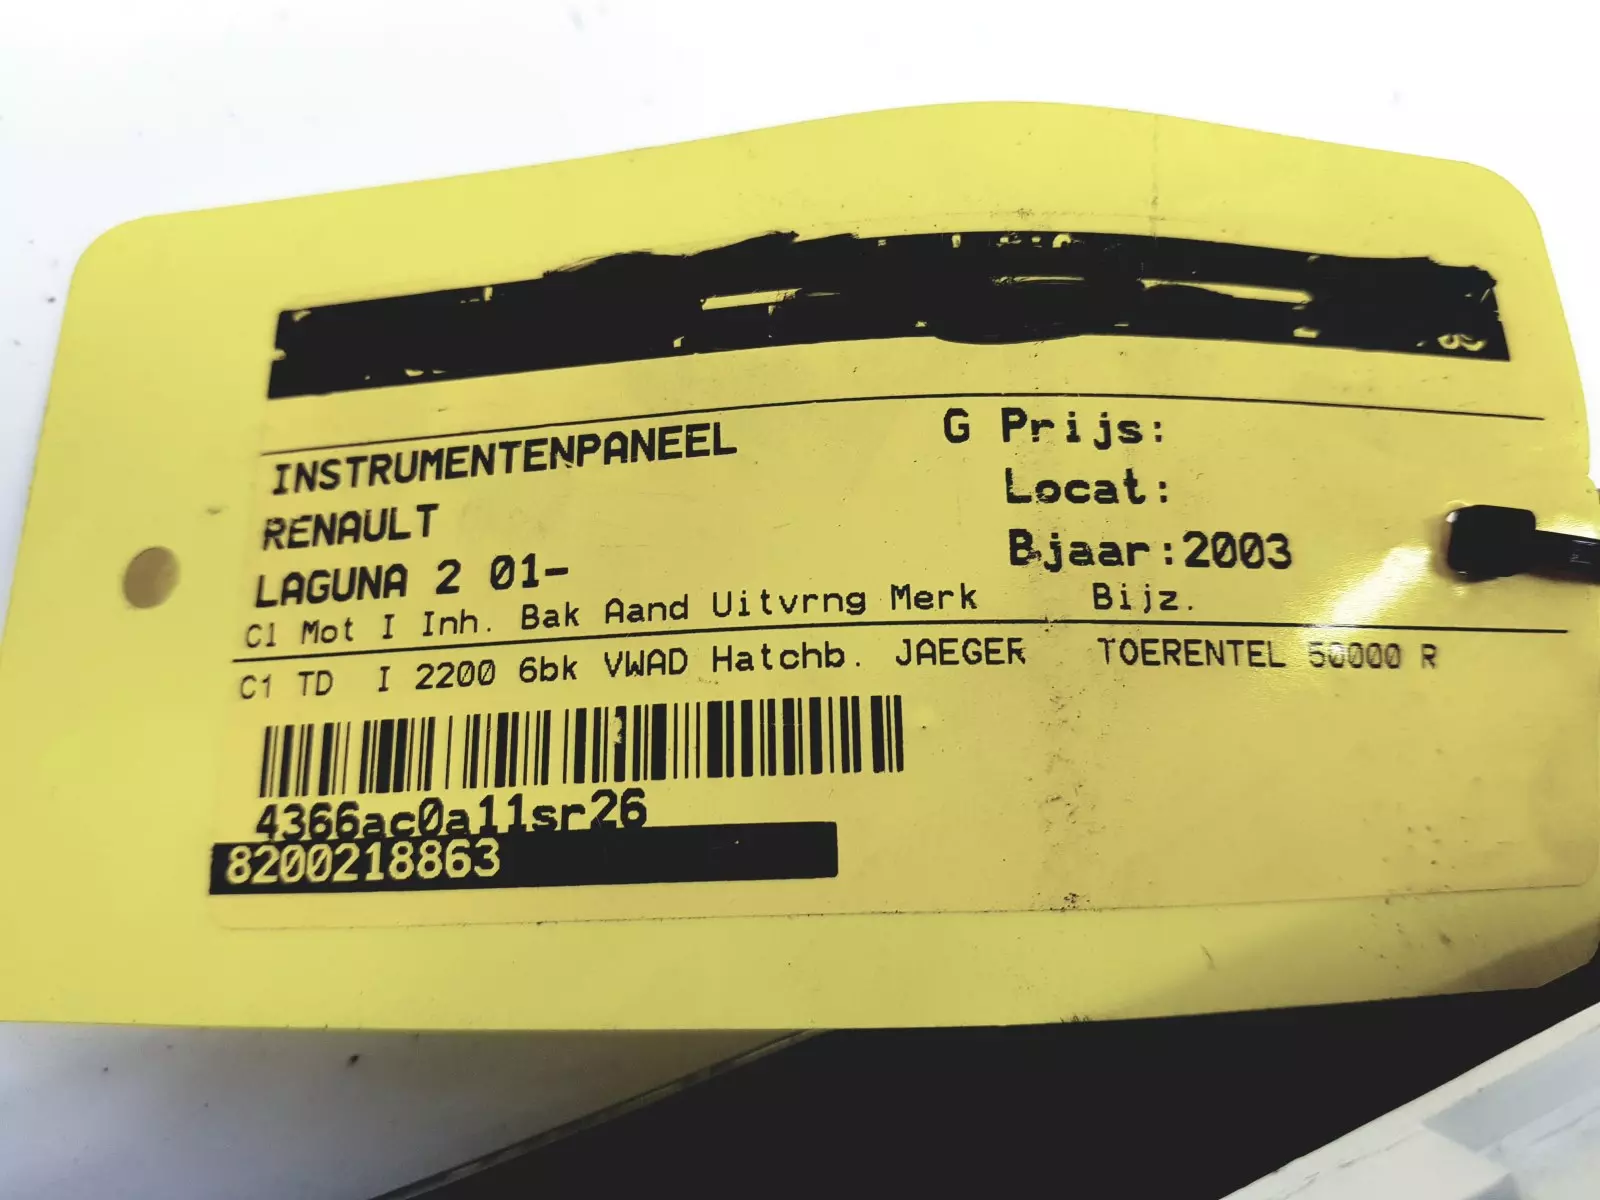 INSTRUMENTENPANEEL G Prijs:
RENAULT Locat:
LAGUNA 2 01- Bjaar:2003
Cl Mot I Inh. Bak Aand Uitvrng Merk Bijz.
C1 TD I 2200 6bk VWAD Hatchb. JAEGER TOERENTEL 50000 R
4366ac0a11sr26
8200218863